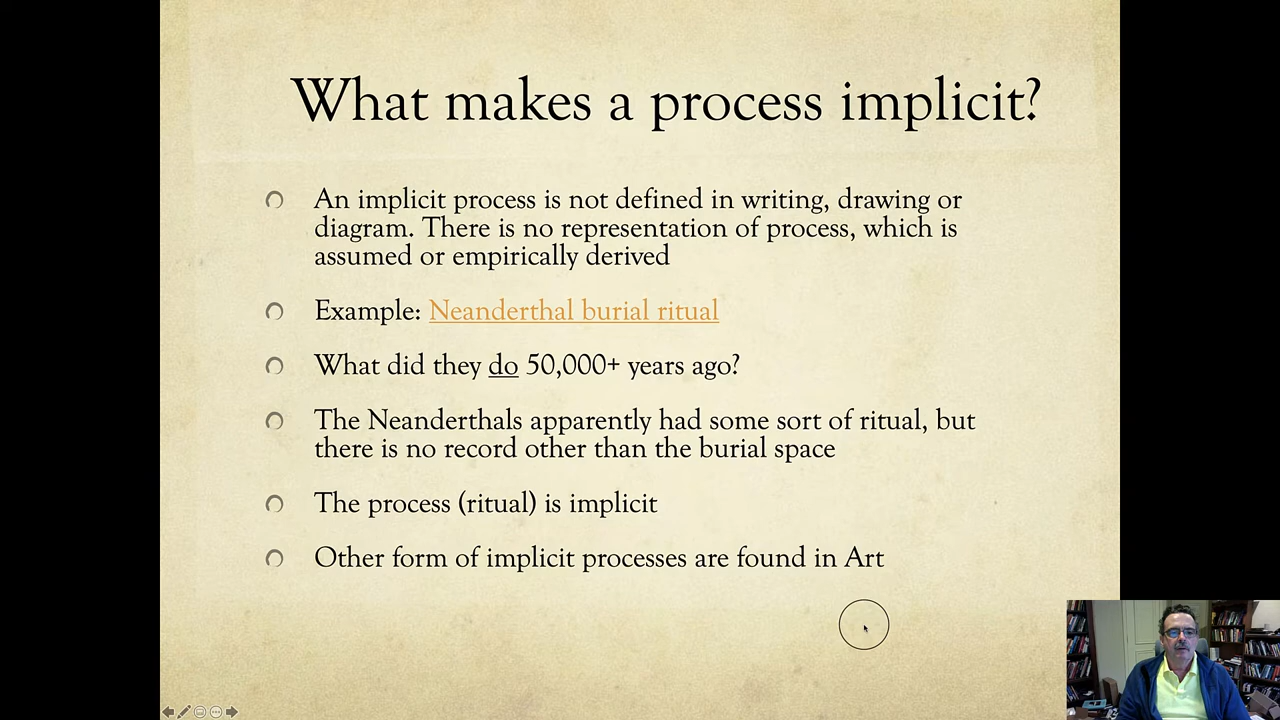 What makes a process implicit?
An implicit process is not defined in writing, drawing or
diagram. There is no representation of process, which is
assumed or empirically derived
Example: Neanderthal burial ritual
What did they do 50,000+ years ago?
The Neanderthals apparently had some sort of ritual, but
there is no record other than the burial space
The process (ritual) is implicit
Other form of implicit processes are found in Art